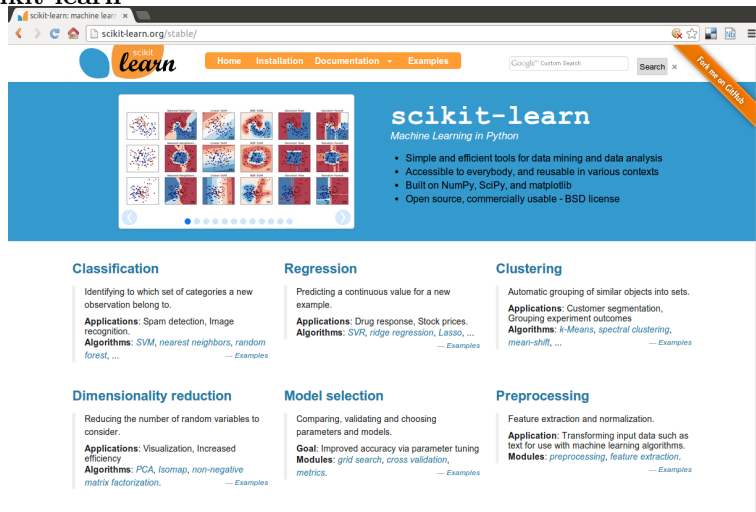 scikit-learn: machine lear ×
scikit-learn.org/stable/
scikit
learn
Home Installation Documentation Examples
Google™ Custom Search
Search ×
Fork me on GitHub
scikit-learn
Machine Learning in Python
• Simple and efficient tools for data mining and data analysis
• Accessible to everybody, and reusable in various contexts
• Built on NumPy, SciPy, and matplotlib
• Open source, commercially usable - BSD license
Classification
Identifying to which set of categories a new
observation belong to.
Applications: Spam detection, Image
recognition.
Algorithms: SVM, nearest neighbors, random
forest, ... — Examples
Regression
Predicting a continuous value for a new
example.
Applications: Drug response, Stock prices.
Algorithms: SVR, ridge regression, Lasso, ...
— Examples
Clustering
Automatic grouping of similar objects into sets.
Applications: Customer segmentation,
Grouping experiment outcomes
Algorithms: k-Means, spectral clustering,
mean-shift, ... — Examples
Dimensionality reduction
Reducing the number of random variables to
consider.
Applications: Visualization, Increased
efficiency
Algorithms: PCA, Isomap, non-negative
matrix factorization. — Examples
Model selection
Comparing, validating and choosing
parameters and models.
Goal: Improved accuracy via parameter tuning
Modules: grid search, cross validation,
metrics. — Examples
Preprocessing
Feature extraction and normalization.
Application: Transforming input data such as
text for use with machine learning algorithms.
Modules: preprocessing, feature extraction.
— Examples